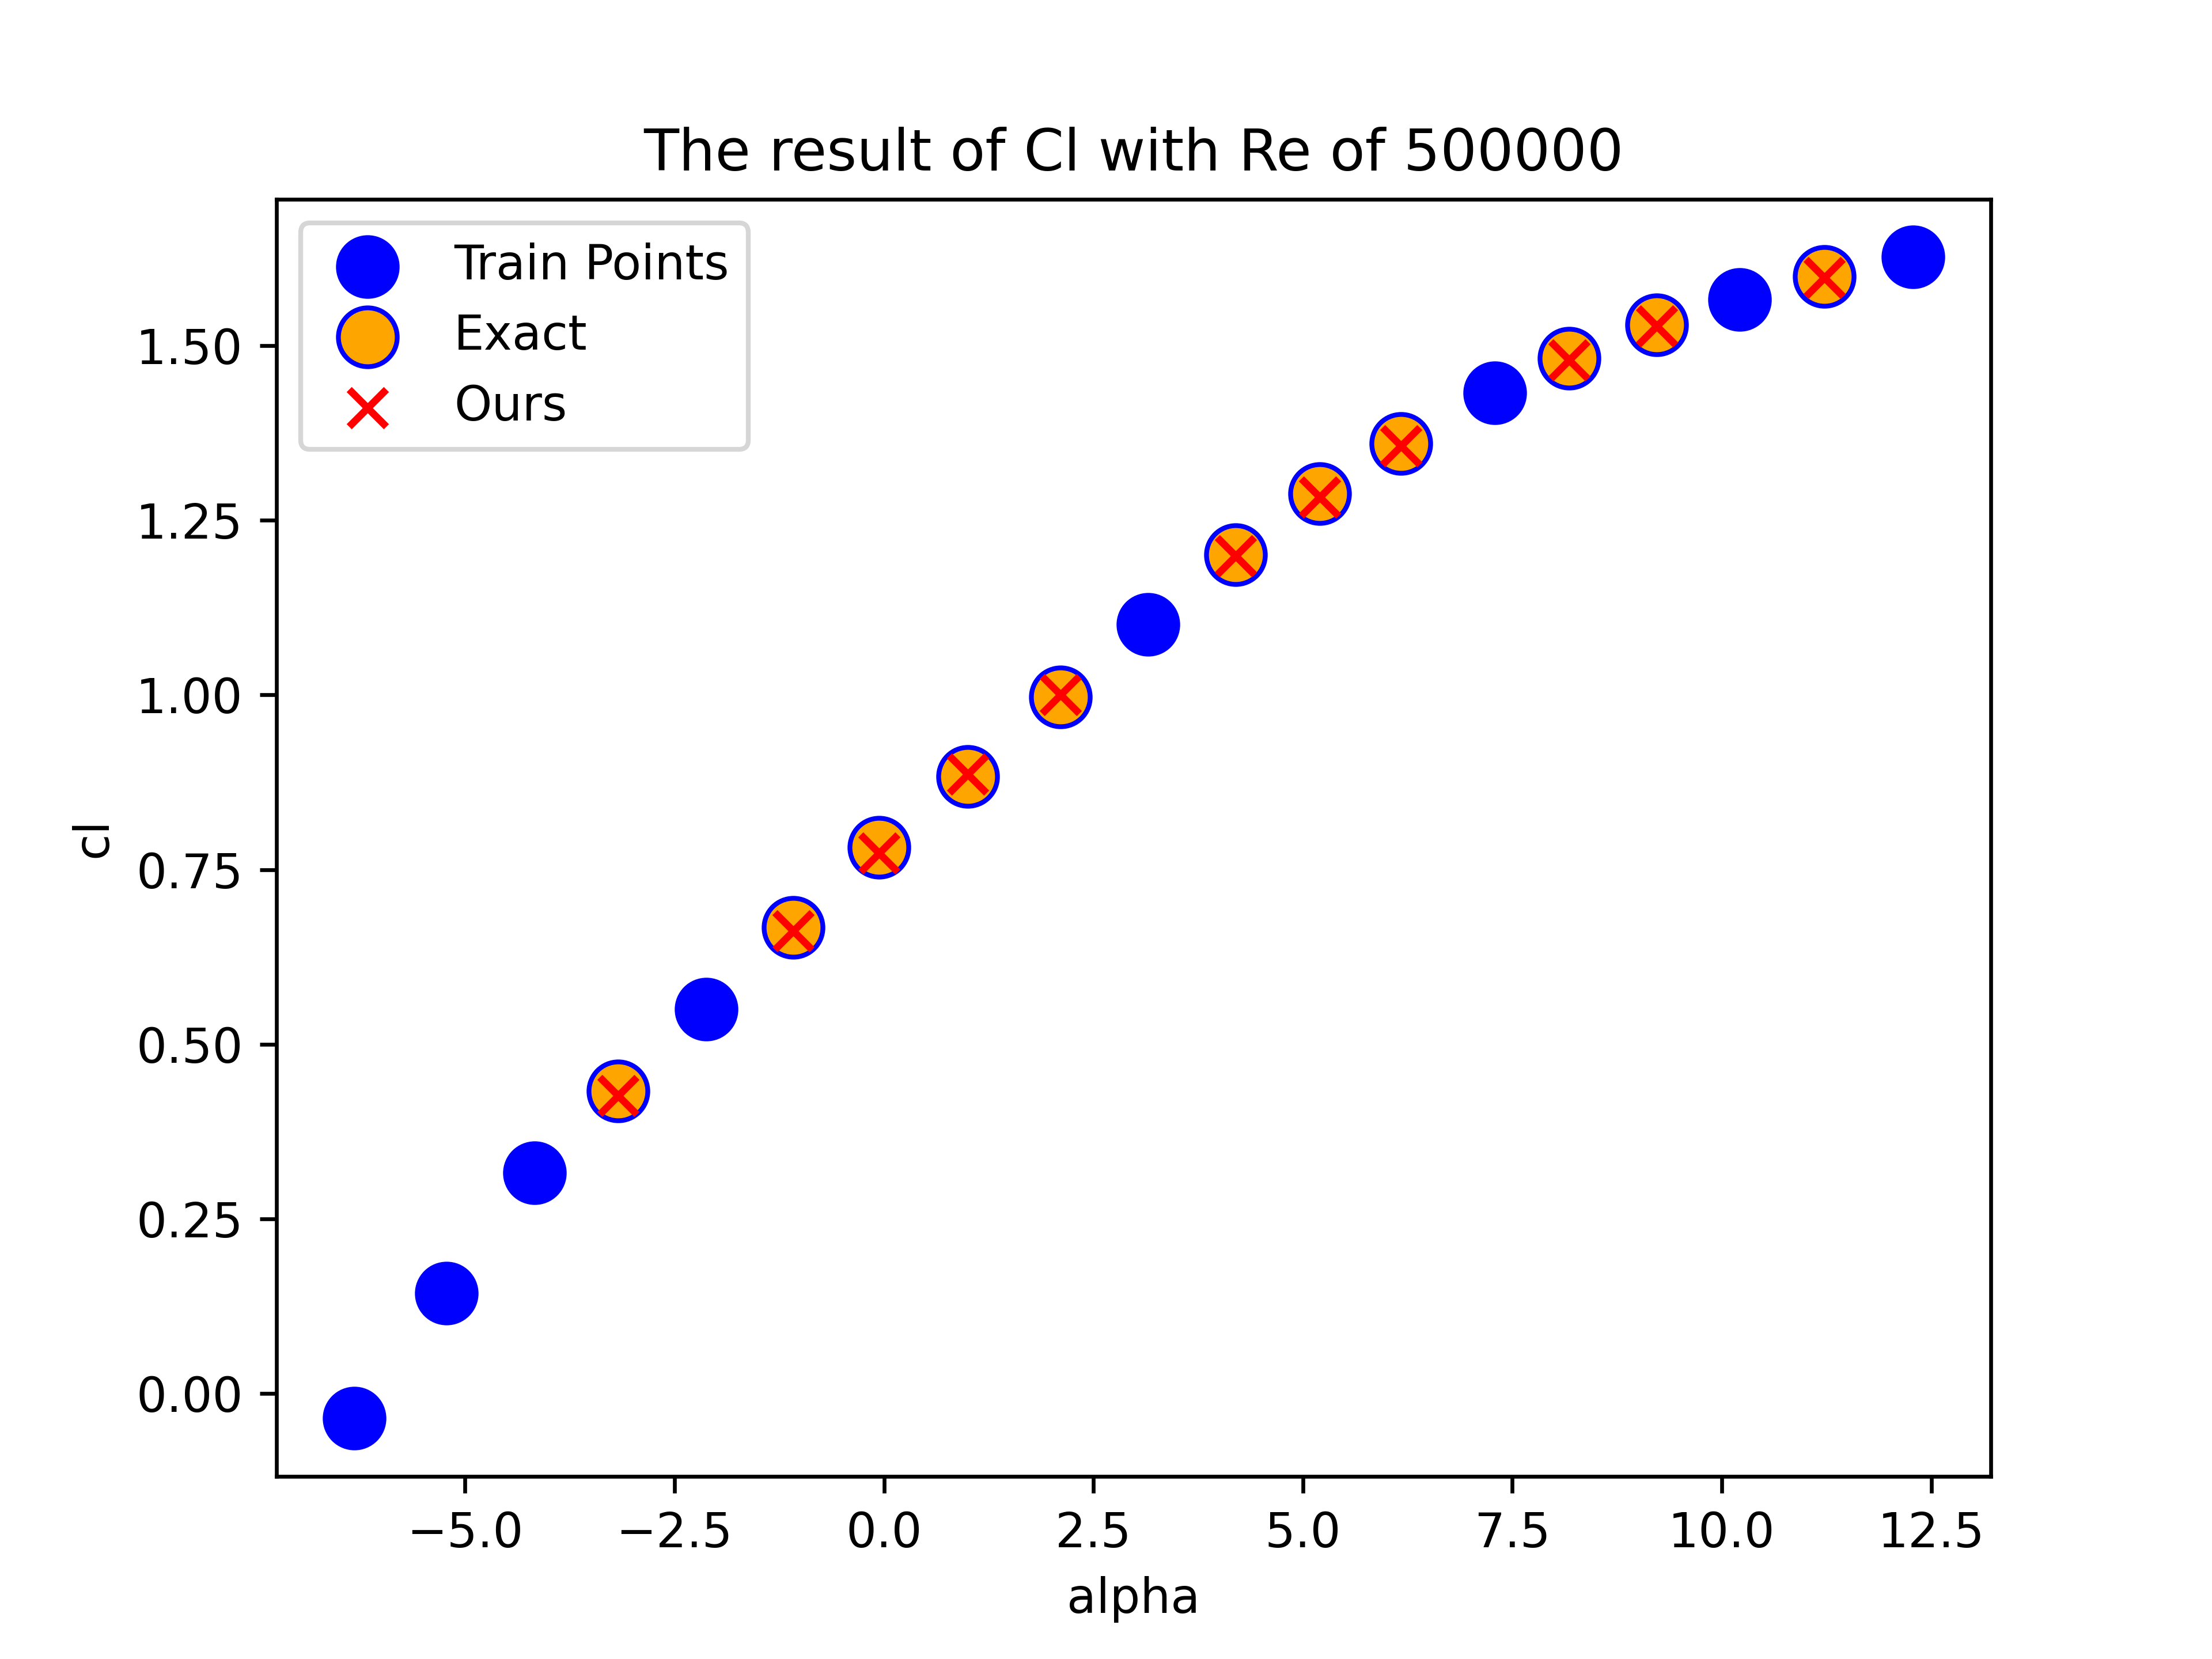 The result of Cl with Re of 500000
Train Points
Exact
Ours
1.50
1.25
1.00
0.75
0.50
0.25
0.00
cl
−5.0 −2.5 0.0 2.5 5.0 7.5 10.0 12.5
alpha